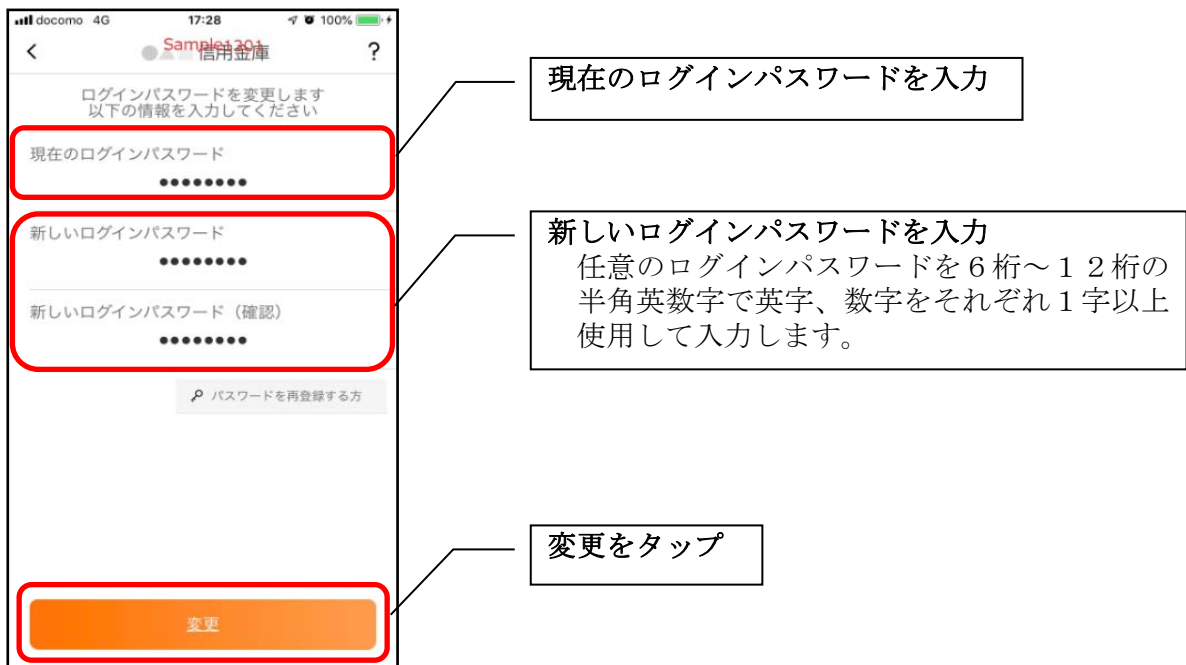 docomo 4G 17:28 100%
Sample1201
信用金庫 ?
ログインパスワードを変更します
以下の情報を入力してください
現在のログインパスワード
新しいログインパスワード
新しいログインパスワード（確認）
パスワードを再登録する方
変更
現在のログインパスワードを入力
新しいログインパスワードを入力
任意のログインパスワードを６桁～１２桁の
半角英数字で英字、数字をそれぞれ１字以上
使用して入力します。
変更をタップ